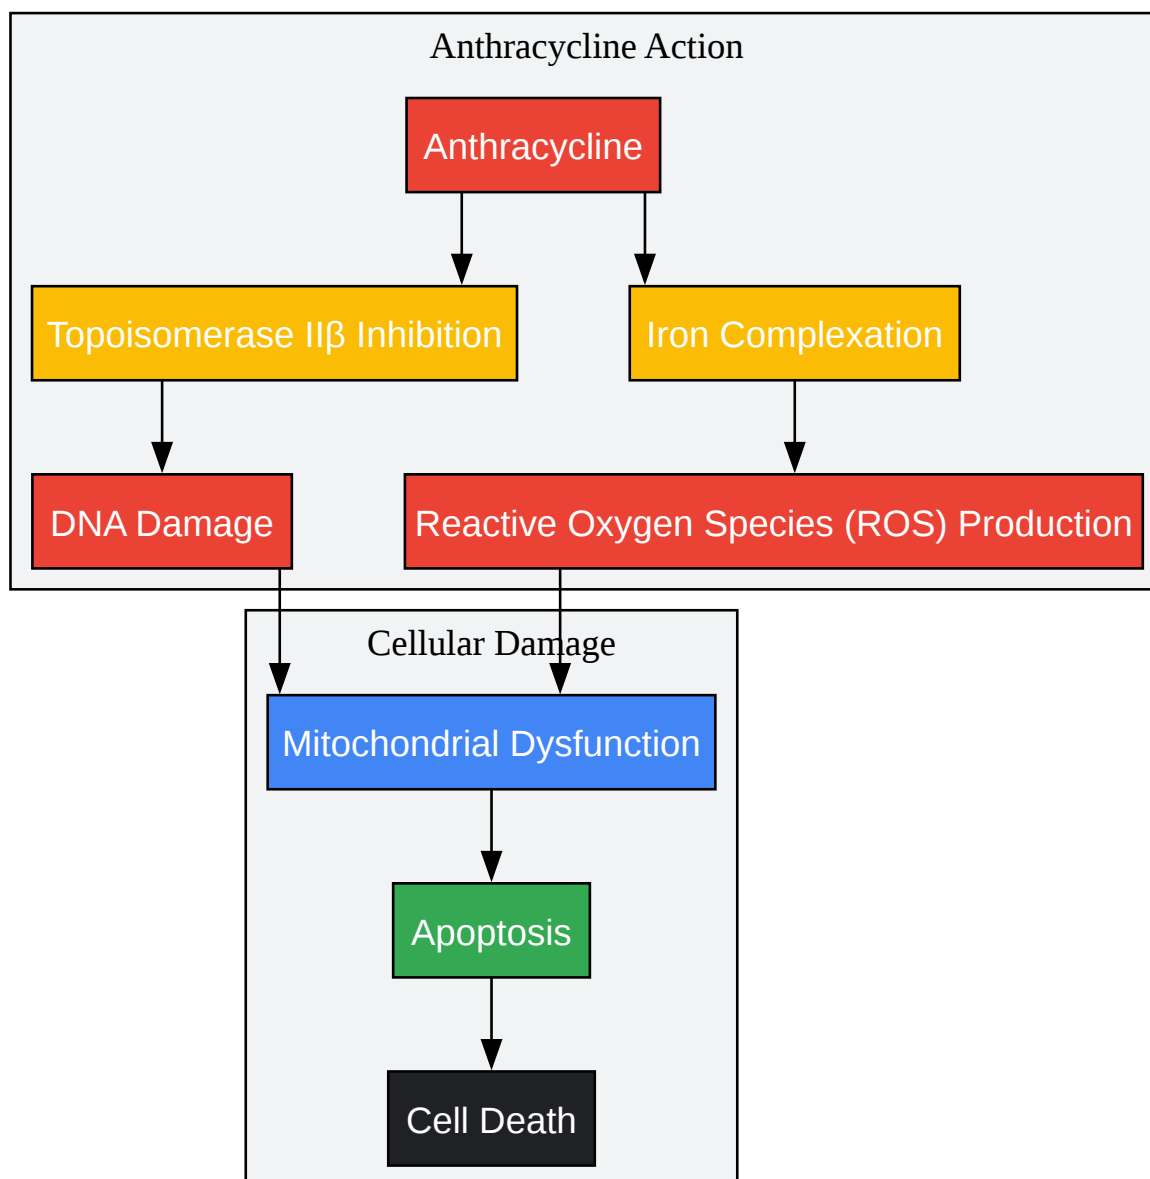 Anthracycline Action
Anthracycline
Topoisomerase IIβ Inhibition
Iron Complexation
DNA Damage
Reactive Oxygen Species (ROS) Production
Cellular Damage
Mitochondrial Dysfunction
Apoptosis
Cell Death